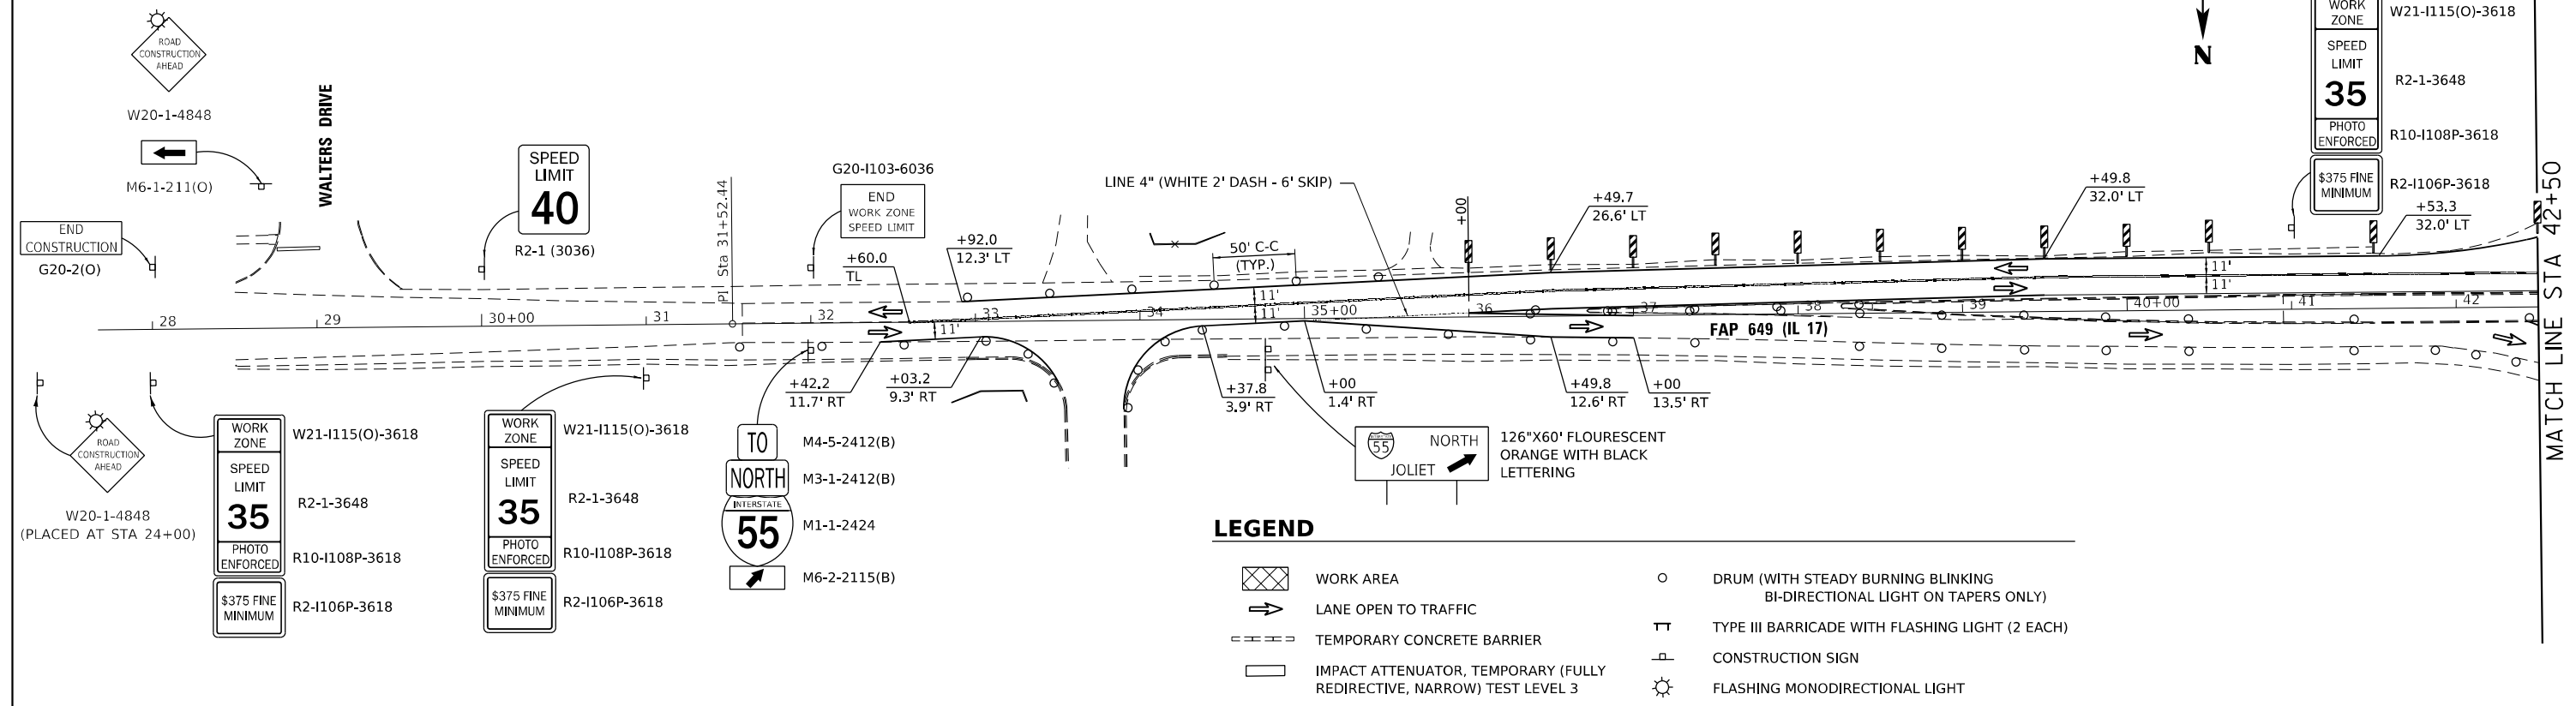 ROAD
CONSTRUCTION
AHEAD
W20-1-4848
M6-1-211(O)
END
CONSTRUCTION
G20-2(O)
WALTERS DRIVE
SPEED
LIMIT
40
R2-1 (3036)
PI Sta 31+52.44
G20-I103-6036
END
WORK ZONE
SPEED LIMIT
+60.0
TL
+92.0
12.3' LT
50' C-C
(TYP.)
LINE 4" (WHITE 2' DASH - 6' SKIP)
+00
+49.7
26.6' LT
+49.8
32.0' LT
+53.3
32.0' LT
N
WORK
ZONE
W21-I115(O)-3618
SPEED
LIMIT
35
R2-1-3648
PHOTO
ENFORCED
R10-I108P-3618
$375 FINE
MINIMUM
R2-I106P-3618
MATCH LINE STA 42+50
11'
11'
11'
11'
11'
28
29
30+00
31
32
33
34
35+00
36
37
38
39
40+00
41
42
FAP 649 (IL 17)
+42.2
11.7' RT
+03.2
9.3' RT
+37.8
3.9' RT
+00
1.4' RT
+49.8
12.6' RT
+00
13.5' RT
ROAD
CONSTRUCTION
AHEAD
W20-1-4848
(PLACED AT STA 24+00)
WORK
ZONE
W21-I115(O)-3618
SPEED
LIMIT
35
R2-1-3648
PHOTO
ENFORCED
R10-I108P-3618
$375 FINE
MINIMUM
R2-I106P-3618
WORK
ZONE
W21-I115(O)-3618
SPEED
LIMIT
35
R2-1-3648
PHOTO
ENFORCED
R10-I108P-3618
$375 FINE
MINIMUM
R2-I106P-3618
TO
M4-5-2412(B)
NORTH
M3-1-2412(B)
INTERSTATE
55
M1-1-2424
M6-2-2115(B)
55
NORTH
JOLIET
126"X60' FLOURESCENT
ORANGE WITH BLACK
LETTERING
LEGEND
WORK AREA
LANE OPEN TO TRAFFIC
TEMPORARY CONCRETE BARRIER
IMPACT ATTENUATOR, TEMPORARY (FULLY
REDIRECTIVE, NARROW) TEST LEVEL 3
DRUM (WITH STEADY BURNING BLINKING
BI-DIRECTIONAL LIGHT ON TAPERS ONLY)
TYPE III BARRICADE WITH FLASHING LIGHT (2 EACH)
CONSTRUCTION SIGN
FLASHING MONODIRECTIONAL LIGHT